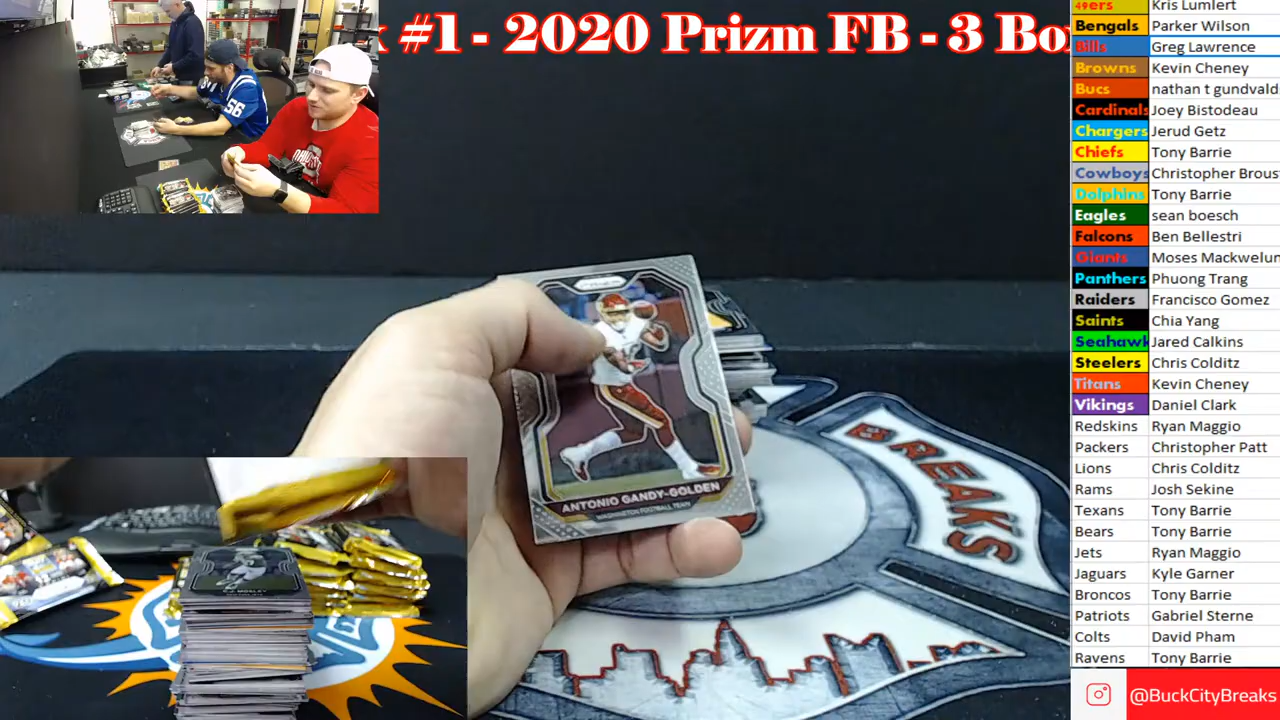 #1 - 2020 Prizm FB - 3 Bo
49ers Kris Lumlert
Bengals Parker Wilson
Bills Greg Lawrence
Browns Kevin Cheney
Bucs nathan t gundvald
Cardinals Joey Bistodeau
Chargers Jerud Getz
Chiefs Tony Barrie
Cowboys Christopher Brous
Dolphins Tony Barrie
Eagles sean boesch
Falcons Ben Bellestri
Giants Moses Mackwelun
Panthers Phuong Trang
Raiders Francisco Gomez
Saints Chia Yang
Seahawk Jared Calkins
Steelers Chris Colditz
Titans Kevin Cheney
Vikings Daniel Clark
Redskins Ryan Maggio
Packers Christopher Patt
Lions Chris Colditz
Rams Josh Sekine
Texans Tony Barrie
Bears Tony Barrie
Jets Ryan Maggio
Jaguars Kyle Garner
Broncos Tony Barrie
Patriots Gabriel Sterne
Colts David Pham
Ravens Tony Barrie
@BuckCityBreaks
56
PRIZM
ANTONIO GANDY-GOLDEN
WASHINGTON FOOTBALL TEAM
BREAKS
C.J. MOSLEY